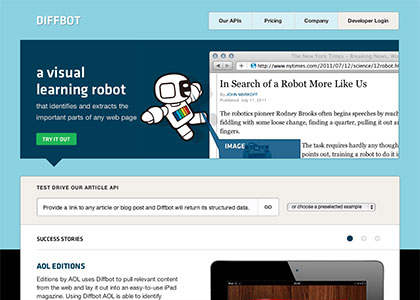 DIFFBOT
Our APIs
Pricing
Company
Developer Login
a visual
learning robot
that identifies and extracts the
important parts of any web page
TRY IT OUT
The New York Times - Breaking News, Wo
http://www.nytimes.com/2011/07/12/science/12robot.h
In Search of a Robot More Like Us
By JOHN MARKOFF
Published: July 11, 2011
The robotics pioneer Rodney Brooks often begins speeches by reach
fiddling with some loose change, finding a quarter, pulling it out a
fingers.
IMAGE
The task requires hardly any thought
points out, training a robot to do it i
TEST DRIVE OUR ARTICLE API
Provide a link to any article or blog post and Diffbot will return its structured data.
GO
or choose a preselected example
SUCCESS STORIES
AOL EDITIONS
Editions by AOL uses Diffbot to pull relevant content
from the web and lay it out into an easy-to-use iPad
magazine. Using Diffbot AOL is able to identify